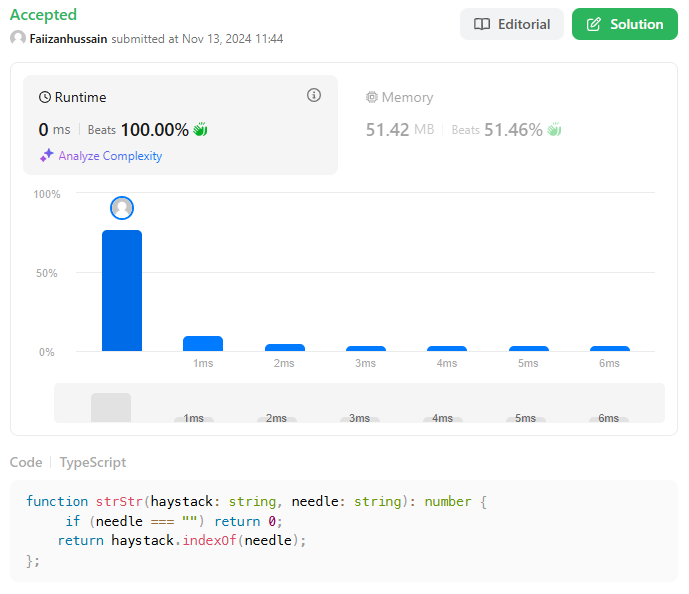 Accepted
Editorial
Solution
Faiizanhussain submitted at Nov 13, 2024 11:44
Runtime
Memory
0 ms | Beats 100.00%
51.42 MB | Beats 51.46%
Analyze Complexity
100%
50%
0%
1ms 2ms 3ms 4ms 5ms 6ms
1ms 2ms 3ms 4ms 5ms 6ms
Code | TypeScript
function strStr(haystack: string, needle: string): number {
     if (needle === "") return 0;
    return haystack.indexOf(needle);
};